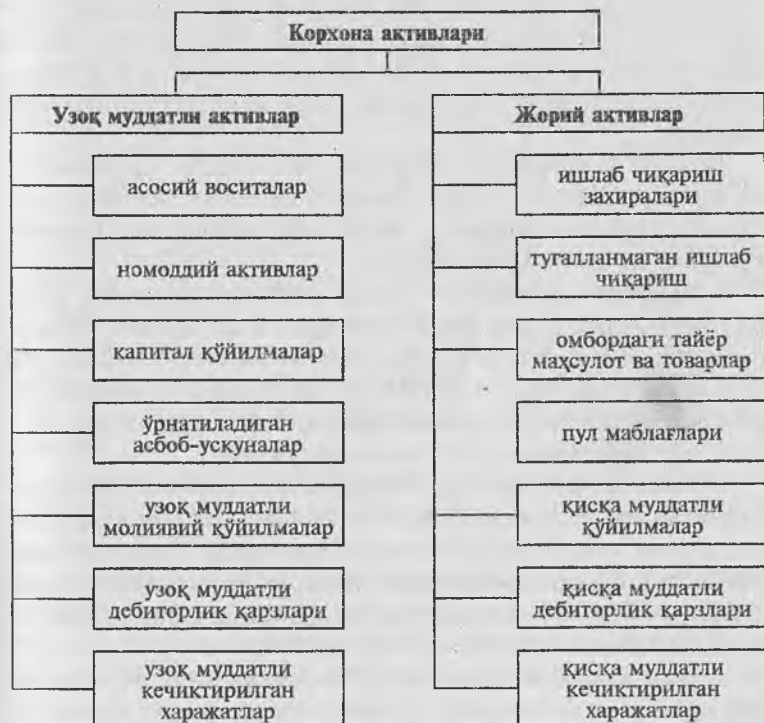 Корхона активлари
Узоқ муддатли активлар
асосий воситалар
номоддий активлар
капитал қўйилмалар
ўрнатиладиган
асбоб-ускуналар
узоқ муддатли
молиявий қўйилмалар
узоқ муддатли
дебиторлик қарзлари
узоқ муддатли
кечиктирилган
харажатлар
Жорий активлар
ишлаб чиқариш
захиралари
тугалланмаган ишлаб
чиқариш
омбордаги тайёр
маҳсулот ва товарлар
пул маблағлари
қисқа муддатли
қўйилмалар
қисқа муддатли
дебиторлик қарзлари
қисқа муддатли
кечиктирилган
харажатлар